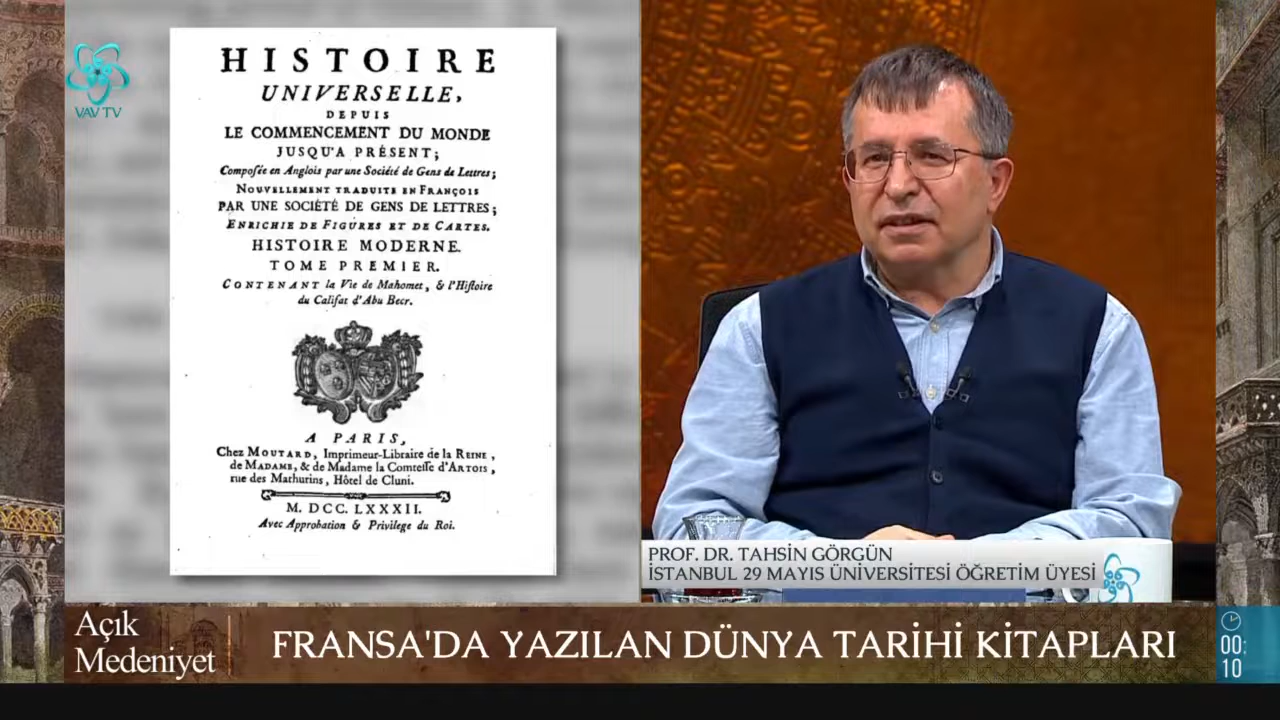 VAV TV
HISTOIRE
UNIVERSELLE,
DEPUIS
LE COMMENCEMENT DU MONDE
JUSQU'A PRÉSENT;
Composée en Anglois par une Société de Gens de Lettres;
NOUVELLEMENT TRADUITE EN FRANÇOIS
PAR UNE SOCIÉTÉ DE GENS DE LETTRES;
ENRICHIE DE FIGURES ET DE CARTES.
HISTOIRE MODERNE.
TOME PREMIER.
CONTENANT la Vie de Mahomet, & l'Histoire
du Califat d'Abu Becr.
A PARIS,
Chez MOUTARD, Imprimeur-Libraire de la REINE,
de MADAME, & de Madame la Comtesse d'ARTOIS,
rue des Mathurins, Hôtel de Cluni.
M. DCC. LXXXII.
Avec Approbation & Privilege du Roi.
PROF. DR. TAHSİN GÖRGÜN
İSTANBUL 29 MAYIS ÜNİVERSİTESİ ÖĞRETİM ÜYESİ
Açık
Medeniyet
FRANSA'DA YAZILAN DÜNYA TARİHİ KİTAPLARI
00:
10